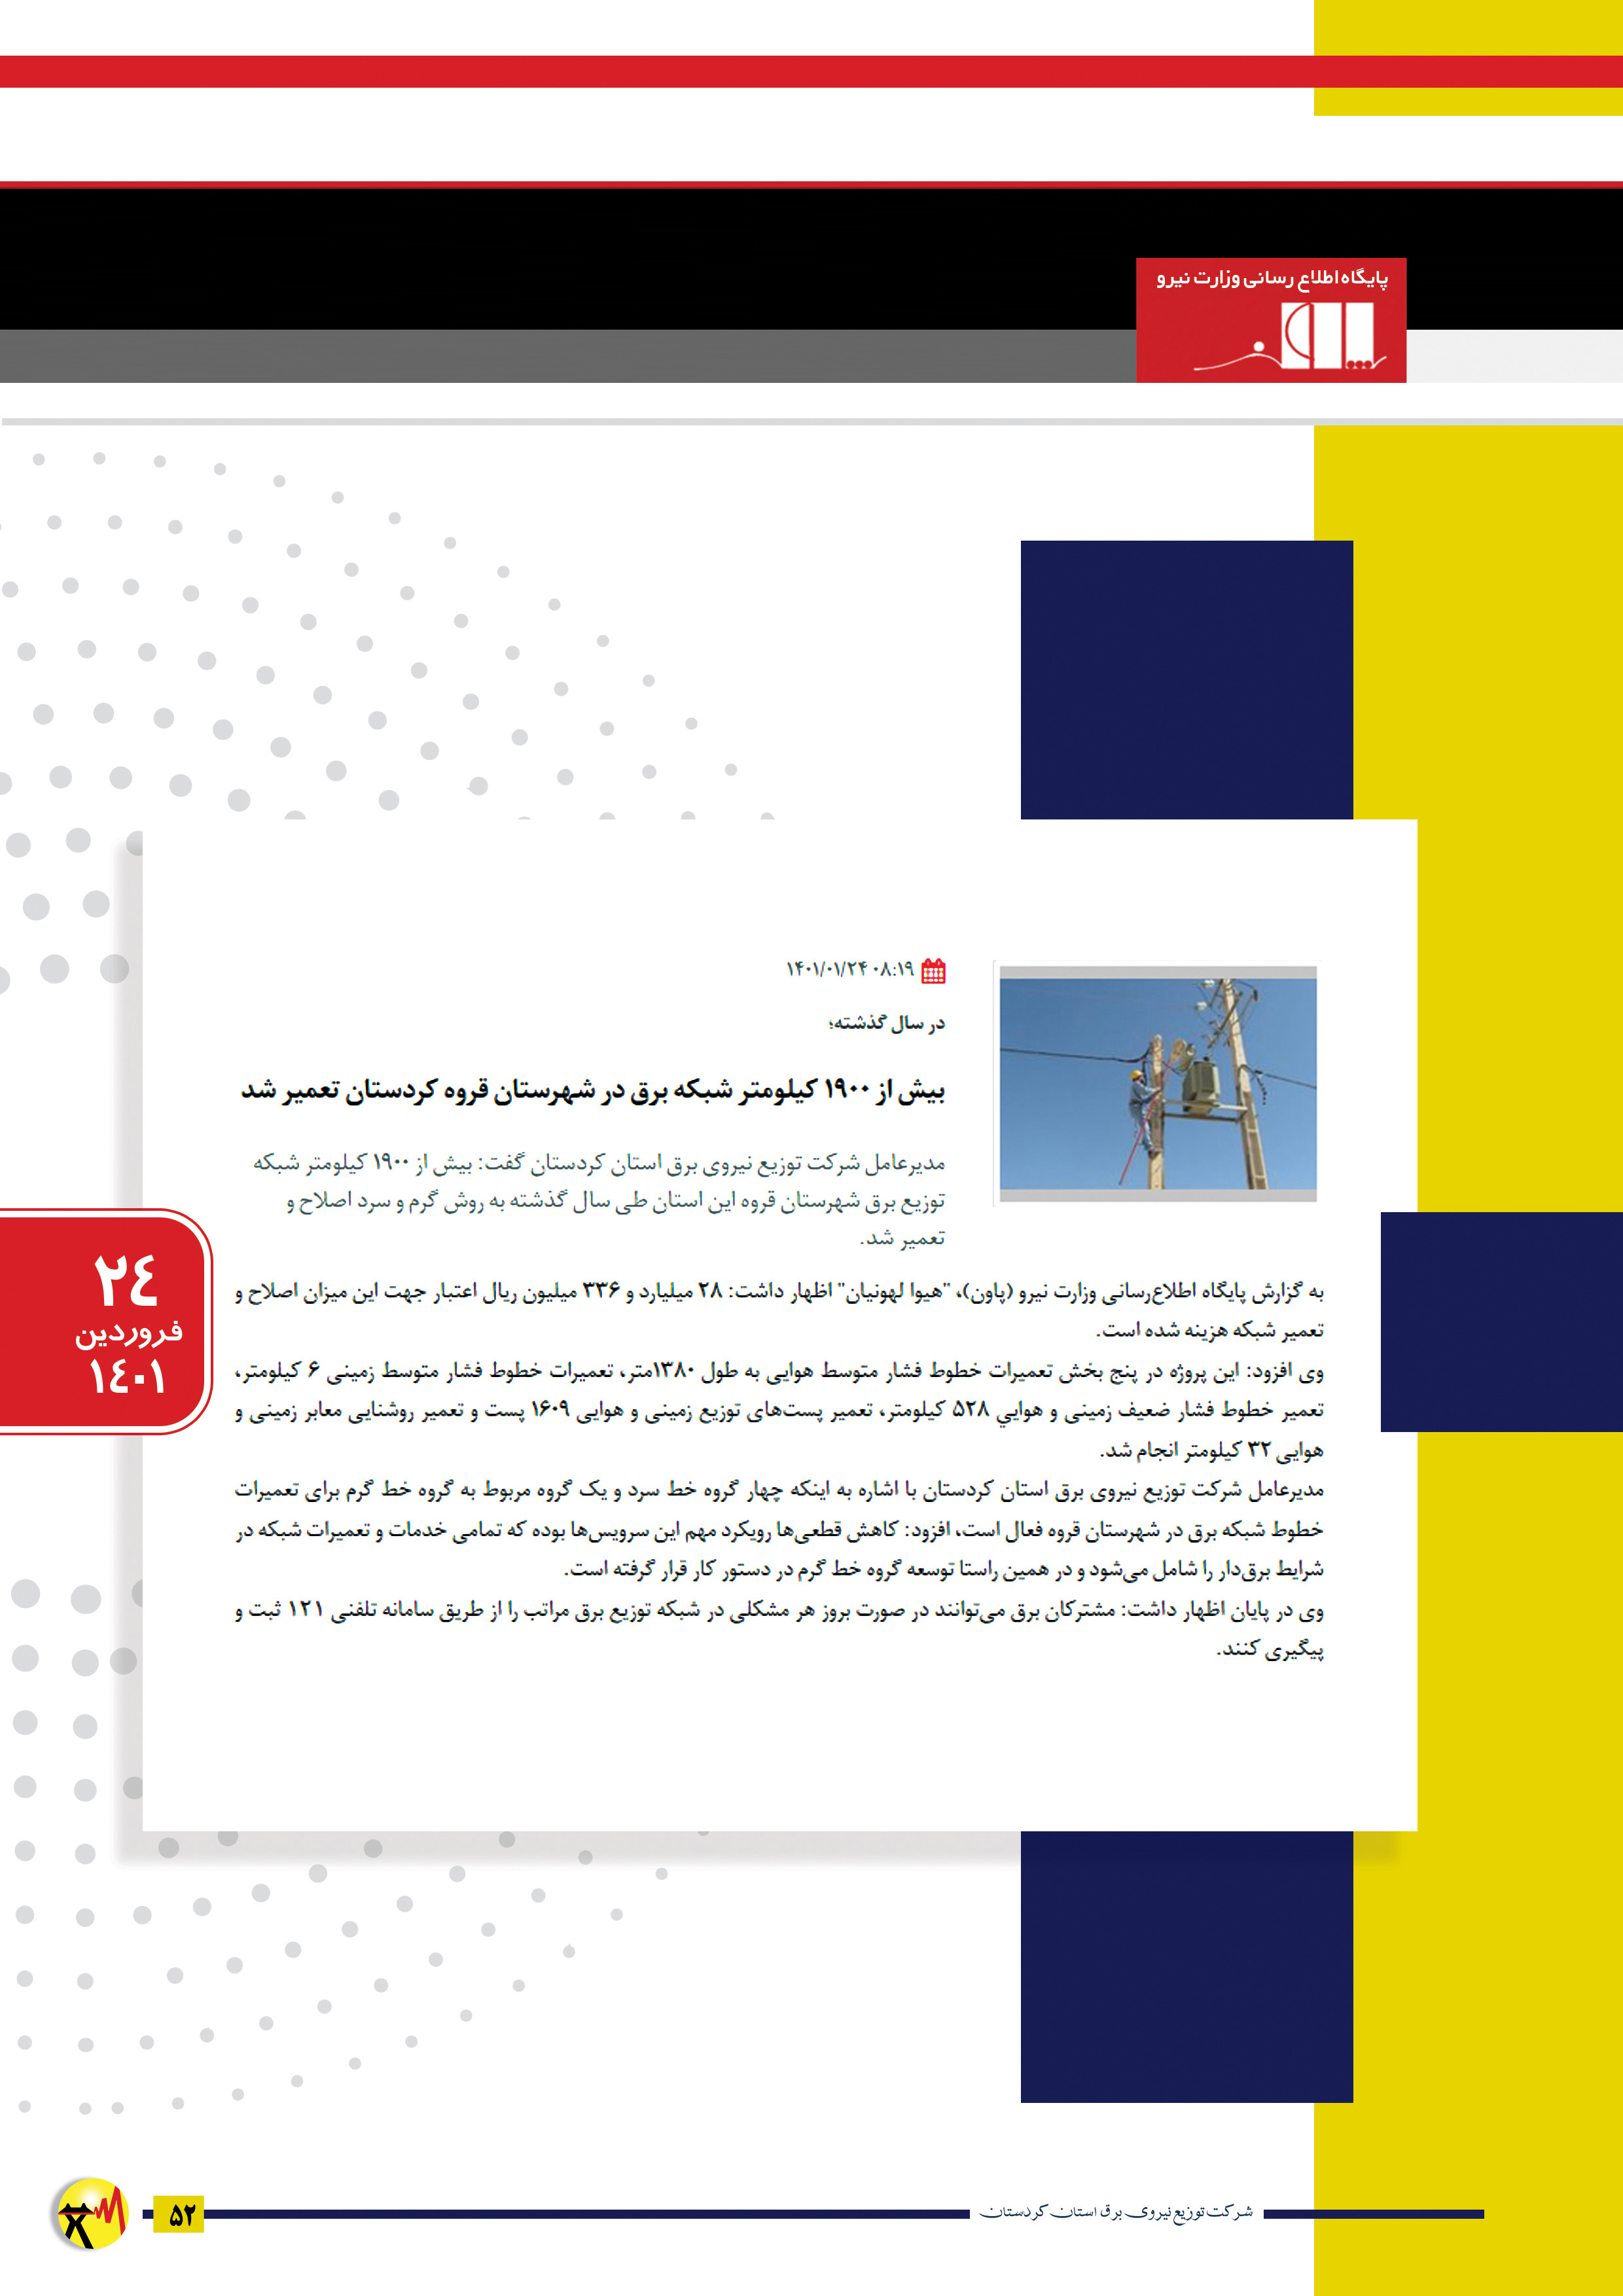 پایگاه اطلاع رسانی وزارت نیرو
۱۴۰۱/۰۱/۲۴ ۰۸:۱۹
در سال گذشته؛
بیش از ۱۹۰۰ کیلومتر شبکه برق در شهرستان قروه کردستان تعمیر شد
مدیرعامل شرکت توزیع نیروی برق استان کردستان گفت: بیش از ۱۹۰۰ کیلومتر شبکه
توزیع برق شهرستان قروه این استان طی سال گذشته به روش گرم و سرد اصلاح و
تعمیر شد.
به گزارش پایگاه اطلاع‌رسانی وزارت نیرو (پاون)، "هیوا لهونیان" اظهار داشت: ۲۸ میلیارد و ۳۳۶ میلیون ریال اعتبار جهت این میزان اصلاح و
تعمیر شبکه هزینه شده است.
وی افزود: این پروژه در پنج بخش تعمیرات خطوط فشار متوسط هوایی به طول ۱۳۸۰متر، تعمیرات خطوط فشار متوسط زمینی ۶ کیلومتر،
تعمیر خطوط فشار ضعیف زمینی و هوایي ۵۲۸ کیلومتر، تعمیر پست‌های توزیع زمینی و هوایی ۱۶۰۹ پست و تعمیر روشنایی معابر زمینی و
هوایی ۳۲ کیلومتر انجام شد.
مدیرعامل شرکت توزیع نیروی برق استان کردستان با اشاره به اینکه چهار گروه خط سرد و یک گروه مربوط به گروه خط گرم برای تعمیرات
خطوط شبکه برق در شهرستان قروه فعال است، افزود: کاهش قطعی‌ها رویکرد مهم این سرویس‌ها بوده که تمامی خدمات و تعمیرات شبکه در
شرایط برق‌دار را شامل می‌شود و در همین راستا توسعه گروه خط گرم در دستور کار قرار گرفته است.
وی در پایان اظهار داشت: مشترکان برق می‌توانند در صورت بروز هر مشکلی در شبکه توزیع برق مراتب را از طریق سامانه تلفنی ۱۲۱ ثبت و
پیگیری کنند.
۲٤
فروردین
۱٤۰۱
شرکت توزیع نیروی برق استان کردستان
۵۲